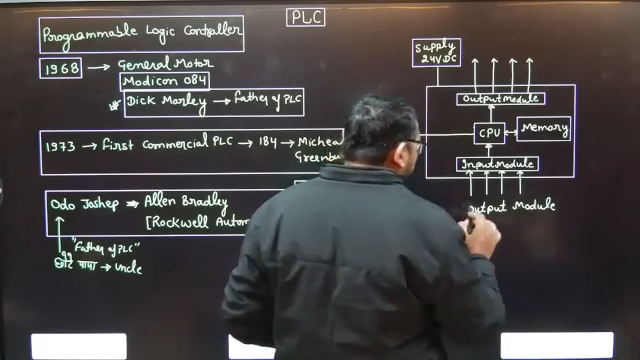 PLC
Programmable Logic Controller
1968 → General Motor
Modicon 084
* Dick Morley → Father of PLC
1973 → first Commercial PLC → 184 → Micheal
Greenbu
Odo Joshep → Allen Bradley
[Rockwell Autom
"Father of PLC"
छोटे पापा → Uncle
Supply
24V DC
Output Module
CPU
Memory
Input Module
output Module